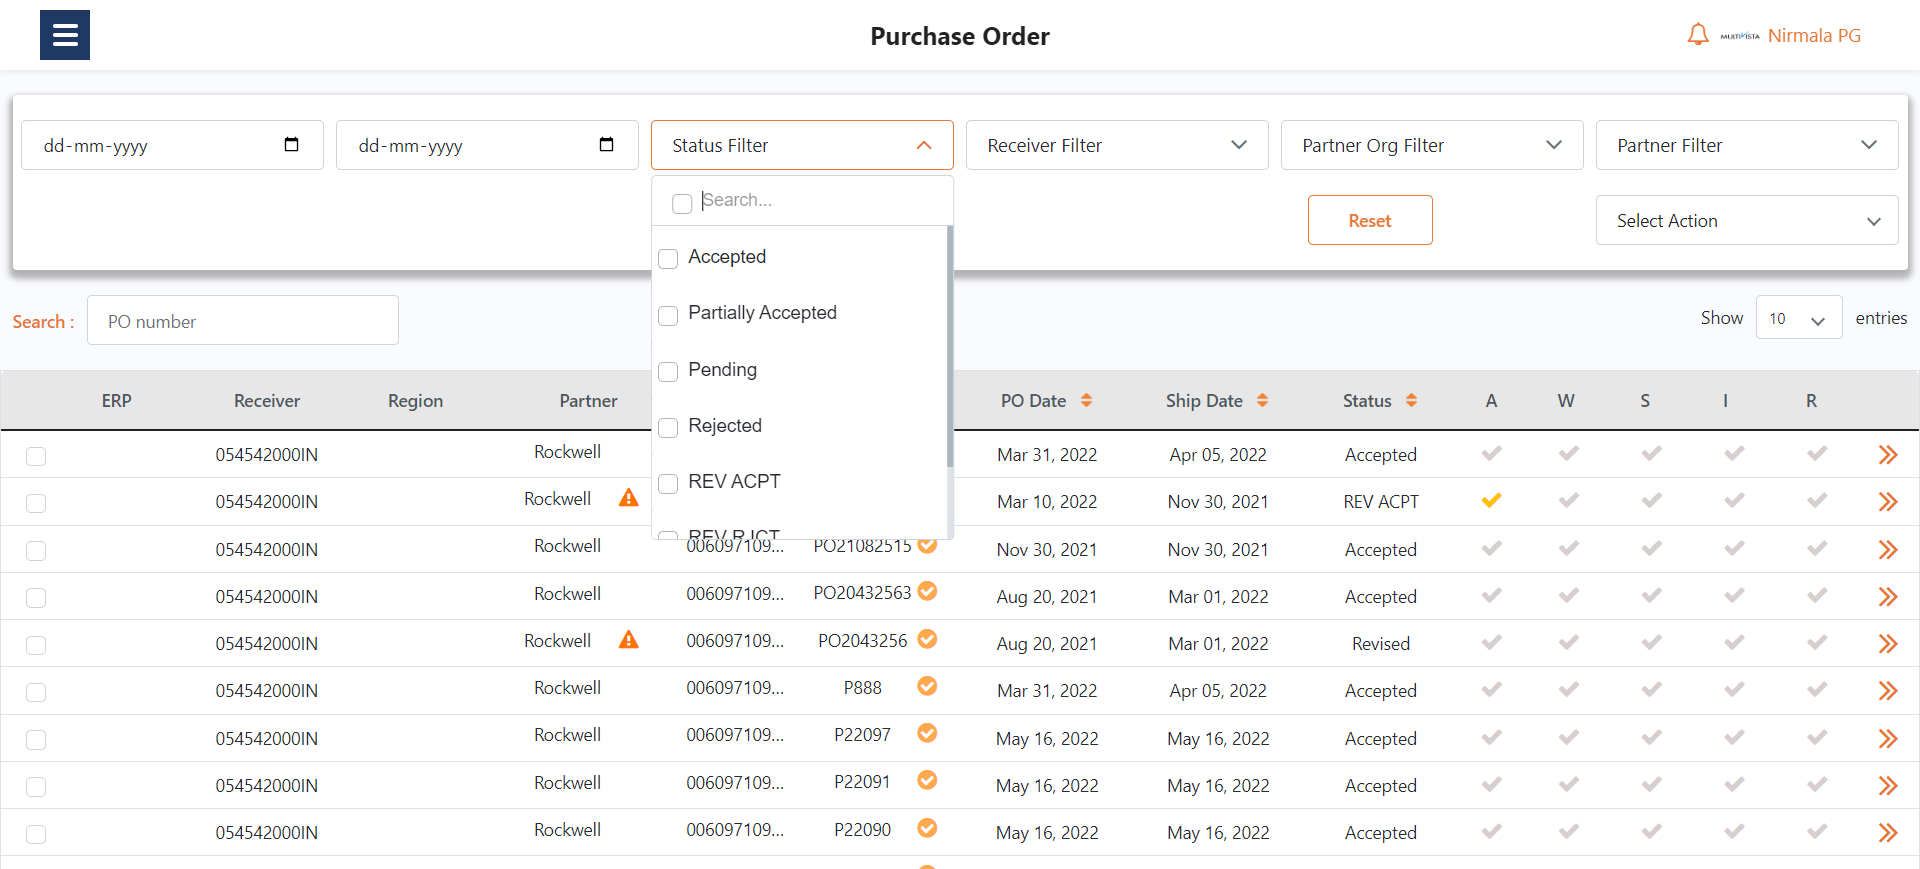 Purchase Order
MULTIVISTA Nirmala PG
dd-mm-yyyy dd-mm-yyyy Status Filter Receiver Filter Partner Org Filter Partner Filter
Search...
Reset Select Action
Accepted
Partially Accepted
Pending
Rejected
REV ACPT
REV RJCT
Search : PO number Show 10 entries
ERP Receiver Region Partner PO Date Ship Date Status A W S I R
054542000IN Rockwell Mar 31, 2022 Apr 05, 2022 Accepted
054542000IN Rockwell Mar 10, 2022 Nov 30, 2021 REV ACPT
054542000IN Rockwell 006097109... PO21082515 Nov 30, 2021 Nov 30, 2021 Accepted
054542000IN Rockwell 006097109... PO20432563 Aug 20, 2021 Mar 01, 2022 Accepted
054542000IN Rockwell 006097109... PO2043256 Aug 20, 2021 Mar 01, 2022 Revised
054542000IN Rockwell 006097109... P888 Mar 31, 2022 Apr 05, 2022 Accepted
054542000IN Rockwell 006097109... P22097 May 16, 2022 May 16, 2022 Accepted
054542000IN Rockwell 006097109... P22091 May 16, 2022 May 16, 2022 Accepted
054542000IN Rockwell 006097109... P22090 May 16, 2022 May 16, 2022 Accepted